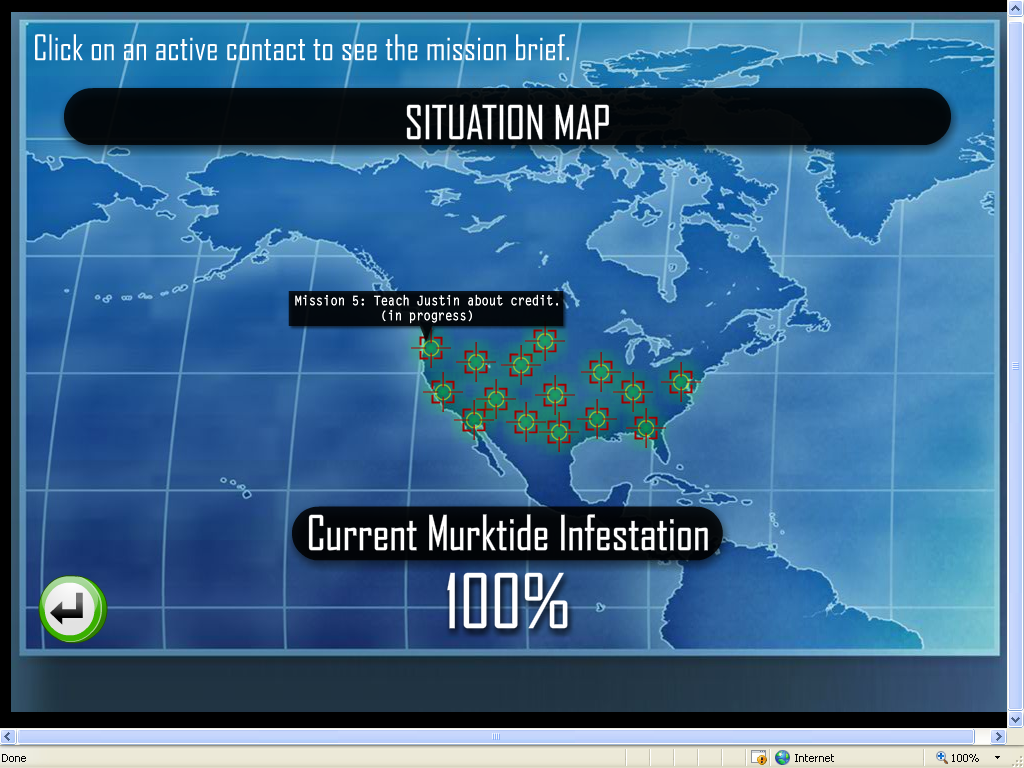 Click on an active contact to see the mission brief.
SITUATION MAP
Mission 5: Teach Justin about credit.
(in progress)
Current Murktide Infestation
100%
Done
Internet
100%